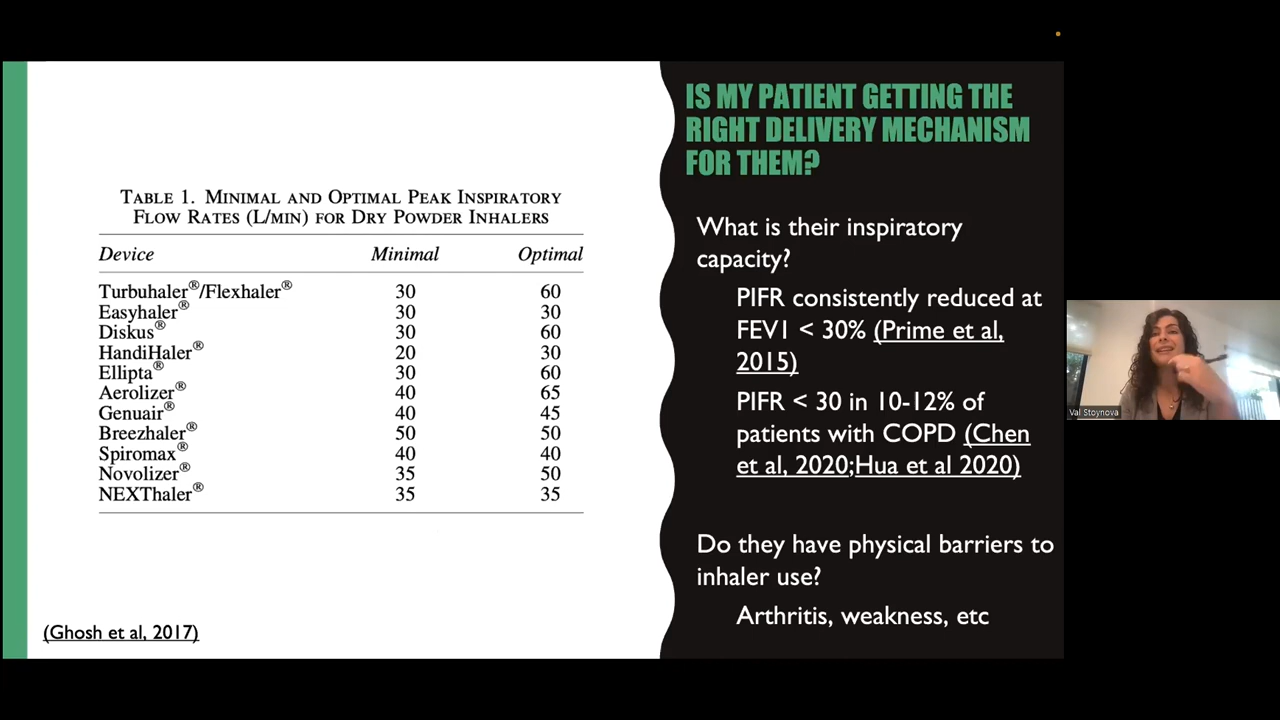 IS MY PATIENT GETTING THE
RIGHT DELIVERY MECHANISM
FOR THEM?
TABLE 1. MINIMAL AND OPTIMAL PEAK INSPIRATORY
FLOW RATES (L/MIN) FOR DRY POWDER INHALERS
Device Minimal Optimal
Turbuhaler®/Flexhaler® 30 60
Easyhaler® 30 30
Diskus® 30 60
HandiHaler® 20 30
Ellipta® 30 60
Aerolizer® 40 65
Genuair® 40 45
Breezhaler® 50 50
Spiromax® 40 40
Novolizer® 35 50
NEXThaler® 35 35
(Ghosh et al, 2017)
What is their inspiratory
capacity?
PIFR consistently reduced at
FEV1 < 30% (Prime et al,
2015)
PIFR < 30 in 10-12% of
patients with COPD (Chen
et al, 2020;Hua et al 2020)
Do they have physical barriers to
inhaler use?
Arthritis, weakness, etc
Val Stoynova